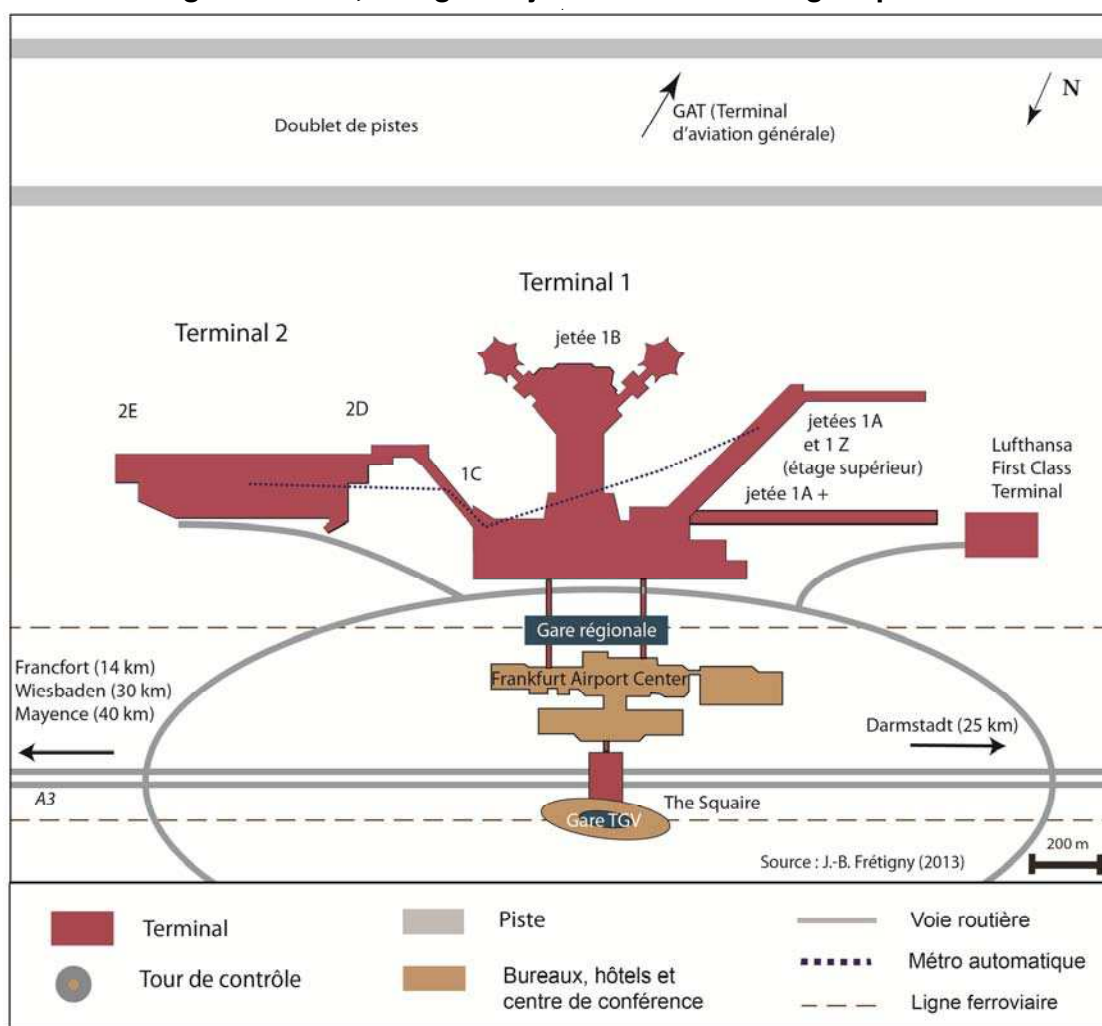 Doublet de pistes
GAT (Terminal
d'aviation générale)
N
Terminal 1
Terminal 2
jetée 1B
2E
2D
1C
jetées 1A
et 1 Z
(étage supérieur)
jetée 1A +
Lufthansa
First Class
Terminal
Gare régionale
Francfort (14 km)
Wiesbaden (30 km)
Mayence (40 km)
Frankfurt Airport Center
Darmstadt (25 km)
A3
The Squaire
Gare TGV
200 m
Source : J.-B. Frétigny (2013)
Terminal
Piste
Voie routière
Tour de contrôle
Bureaux, hôtels et
centre de conférence
Métro automatique
Ligne ferroviaire